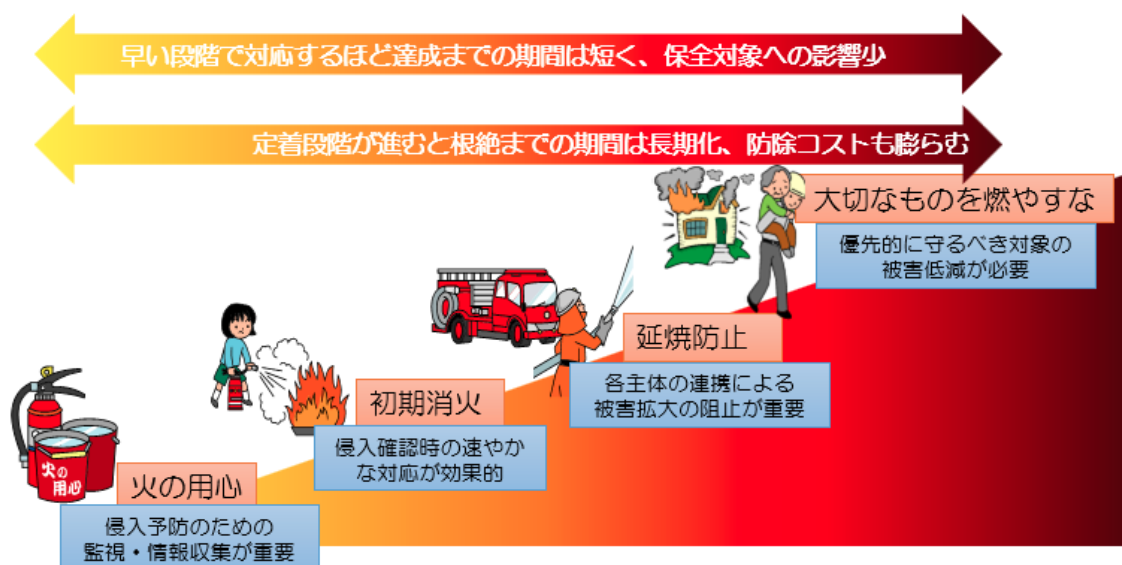 早い段階で対応するほど達成までの期間は短く、保全対象への影響少
定着段階が進むと根絶までの期間は長期化、防除コストも膨らむ
大切なものを燃やすな
優先的に守るべき対象の
被害低減が必要
延焼防止
各主体の連携による
被害拡大の阻止が重要
初期消火
侵入確認時の速やか
な対応が効果的
火の
用心
火の用心
侵入予防のための
監視・情報収集が重要